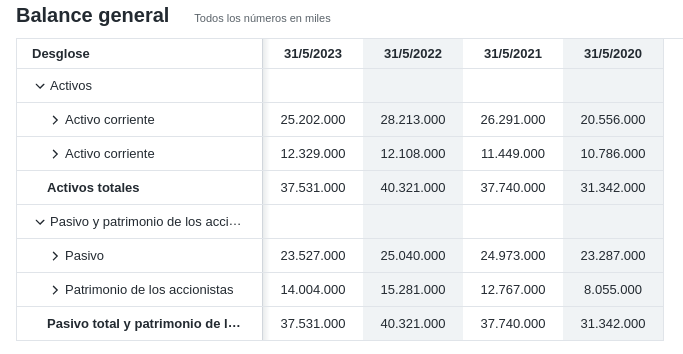 Balance general Todos los números en miles
Desglose 31/5/2023 31/5/2022 31/5/2021 31/5/2020
Activos
Activo corriente 25.202.000 28.213.000 26.291.000 20.556.000
Activo corriente 12.329.000 12.108.000 11.449.000 10.786.000
Activos totales 37.531.000 40.321.000 37.740.000 31.342.000
Pasivo y patrimonio de los acci…
Pasivo 23.527.000 25.040.000 24.973.000 23.287.000
Patrimonio de los accionistas 14.004.000 15.281.000 12.767.000 8.055.000
Pasivo total y patrimonio de l… 37.531.000 40.321.000 37.740.000 31.342.000